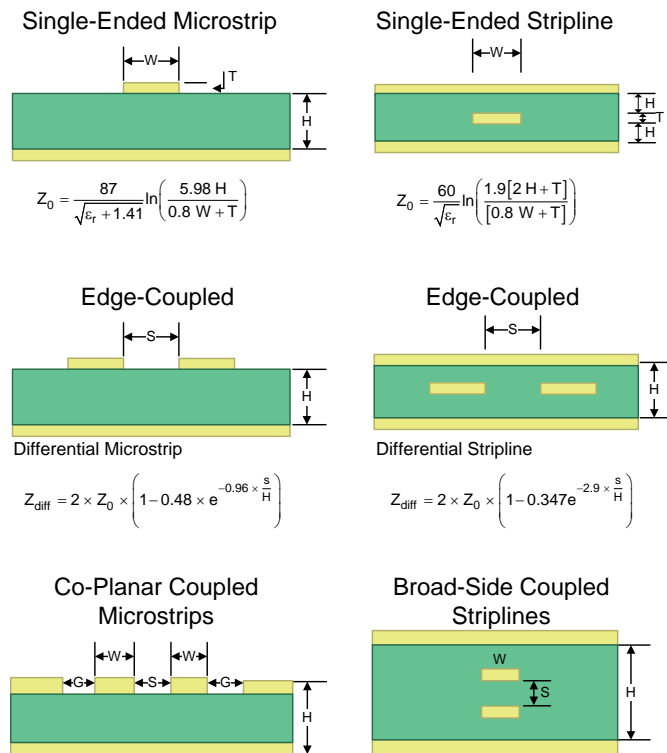 Single-Ended Microstrip
W
T
H
Z₀ = 87 / √(εr + 1.41) ln(5.98 H / 0.8 W + T)
Single-Ended Stripline
W
H
T
H
Z₀ = 60 / √εr ln(1.9[2 H + T] / [0.8 W + T])
Edge-Coupled
S
H
Differential Microstrip
Zdiff = 2 × Z₀ × (1 − 0.48 × e^(−0.96 × s/H))
Edge-Coupled
S
H
Differential Stripline
Zdiff = 2 × Z₀ × (1 − 0.347e^(−2.9 × s/H))
Co-Planar Coupled
Microstrips
W
W
G
S
G
H
Broad-Side Coupled
Striplines
W
S
H